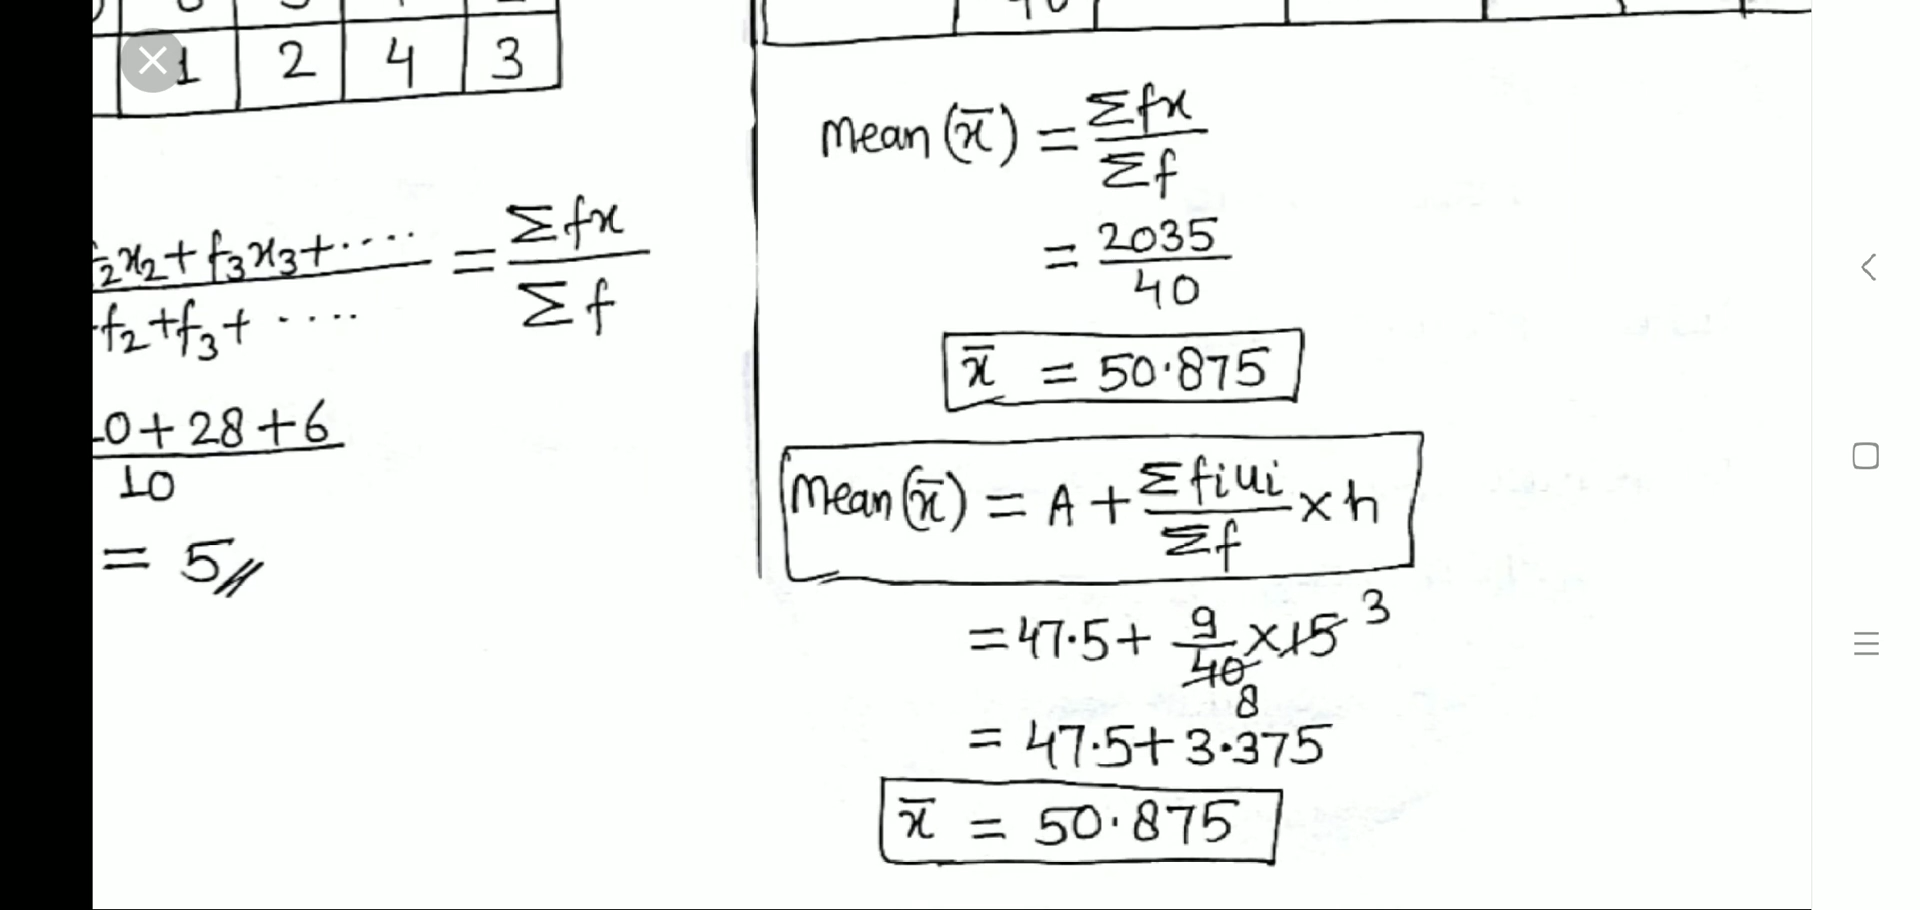 1 2 4 3
₂x₂ + f₃x₃ + ···· = Σfx / Σf
f₂ + f₃ + ····
0 + 28 + 6
10
= 5
Mean (x̄) = Σfx / Σf
= 2035 / 40
x̄ = 50.875
Mean (x̄) = A + Σfiui / Σf × h
= 47.5 + 9 / 40 × 15 3
8
= 47.5 + 3.375
x̄ = 50.875